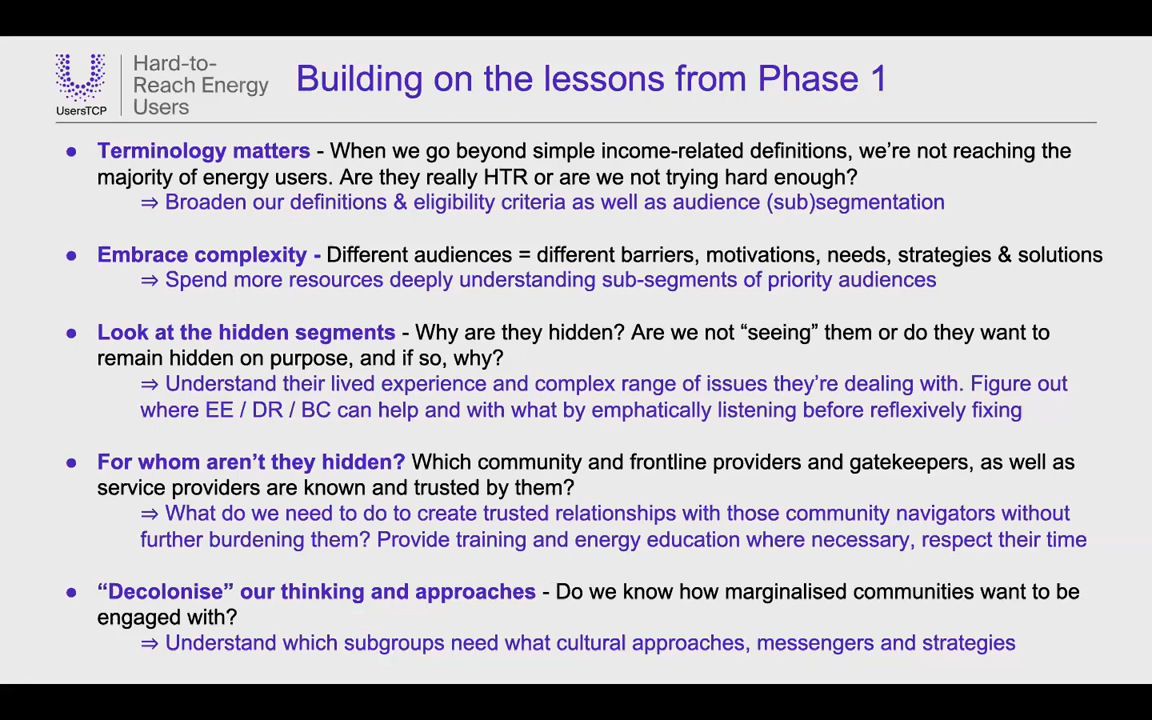 UsersTCP
Hard-to-
Reach Energy
Users
Building on the lessons from Phase 1
● Terminology matters - When we go beyond simple income-related definitions, we’re not reaching the
majority of energy users. Are they really HTR or are we not trying hard enough?
⇒ Broaden our definitions & eligibility criteria as well as audience (sub)segmentation
● Embrace complexity - Different audiences = different barriers, motivations, needs, strategies & solutions
⇒ Spend more resources deeply understanding sub-segments of priority audiences
● Look at the hidden segments - Why are they hidden? Are we not “seeing” them or do they want to
remain hidden on purpose, and if so, why?
⇒ Understand their lived experience and complex range of issues they’re dealing with. Figure out
where EE / DR / BC can help and with what by emphatically listening before reflexively fixing
● For whom aren’t they hidden? Which community and frontline providers and gatekeepers, as well as
service providers are known and trusted by them?
⇒ What do we need to do to create trusted relationships with those community navigators without
further burdening them? Provide training and energy education where necessary, respect their time
● “Decolonise” our thinking and approaches - Do we know how marginalised communities want to be
engaged with?
⇒ Understand which subgroups need what cultural approaches, messengers and strategies